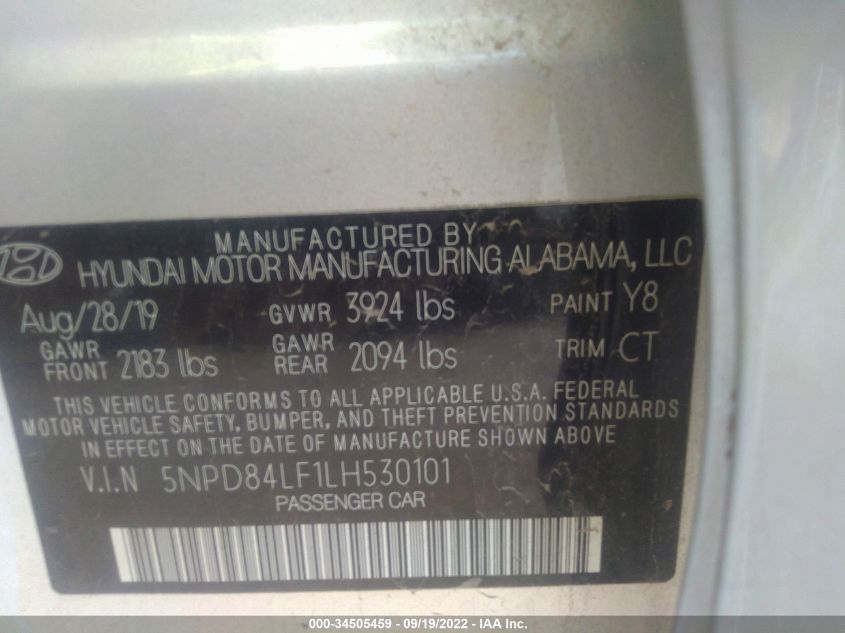 MANUFACTURED BY
HYUNDAI MOTOR MANUFACTURING ALABAMA, LLC
Aug/28/19 GVWR 3924 lbs PAINT Y8
GAWR FRONT 2183 lbs GAWR REAR 2094 lbs TRIM CT
THIS VEHICLE CONFORMS TO ALL APPLICABLE U.S.A. FEDERAL
MOTOR VEHICLE SAFETY, BUMPER, AND THEFT PREVENTION STANDARDS
IN EFFECT ON THE DATE OF MANUFACTURE SHOWN ABOVE
V.I.N 5NPD84LF1LH530101
PASSENGER CAR
000-34505459 - 09/19/2022 - IAA Inc.